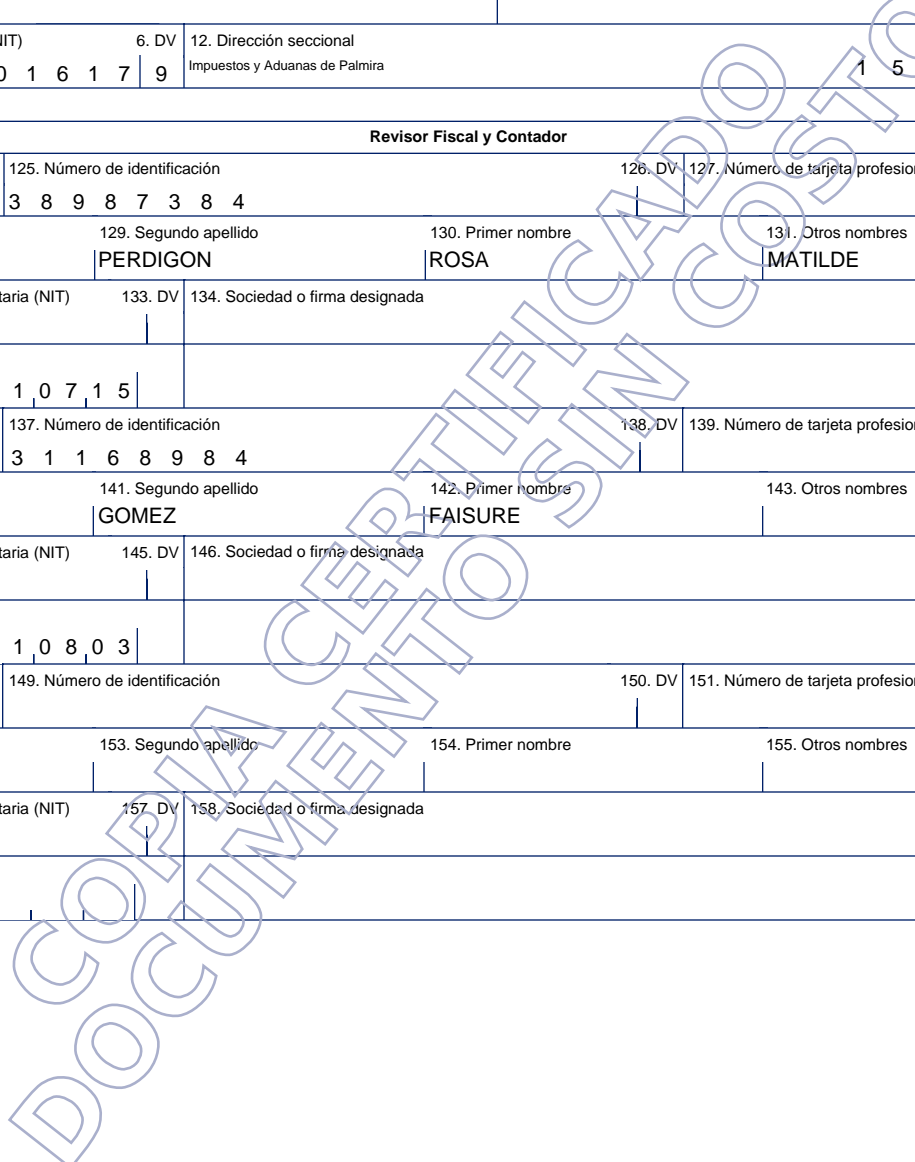 NIT) 6. DV 12. Dirección seccional
0 1 6 1 7 9 Impuestos y Aduanas de Palmira 1 5
Revisor Fiscal y Contador
125. Número de identificación 126. DV 127. Número de tarjeta profesion
3 8 9 8 7 3 8 4
129. Segundo apellido 130. Primer nombre 131. Otros nombres
PERDIGON ROSA MATILDE
taria (NIT) 133. DV 134. Sociedad o firma designada
1 0 7 1 5
137. Número de identificación 138. DV 139. Número de tarjeta profesion
3 1 1 6 8 9 8 4
141. Segundo apellido 142. Primer nombre 143. Otros nombres
GOMEZ FAISURE
taria (NIT) 145. DV 146. Sociedad o firma designada
1 0 8 0 3
149. Número de identificación 150. DV 151. Número de tarjeta profesion
153. Segundo apellido 154. Primer nombre 155. Otros nombres
taria (NIT) 157. DV 158. Sociedad o firma designada
COPIA CERTIFICADO
DOCUMENTO SIN COSTO